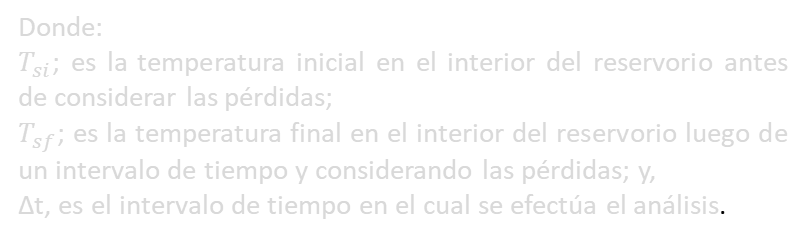 Donde:
T_{si}; es la temperatura inicial en el interior del reservorio antes
de considerar las pérdidas;
T_{sf}; es la temperatura final en el interior del reservorio luego de
un intervalo de tiempo y considerando las pérdidas; y,
Δt, es el intervalo de tiempo en el cual se efectúa el análisis.